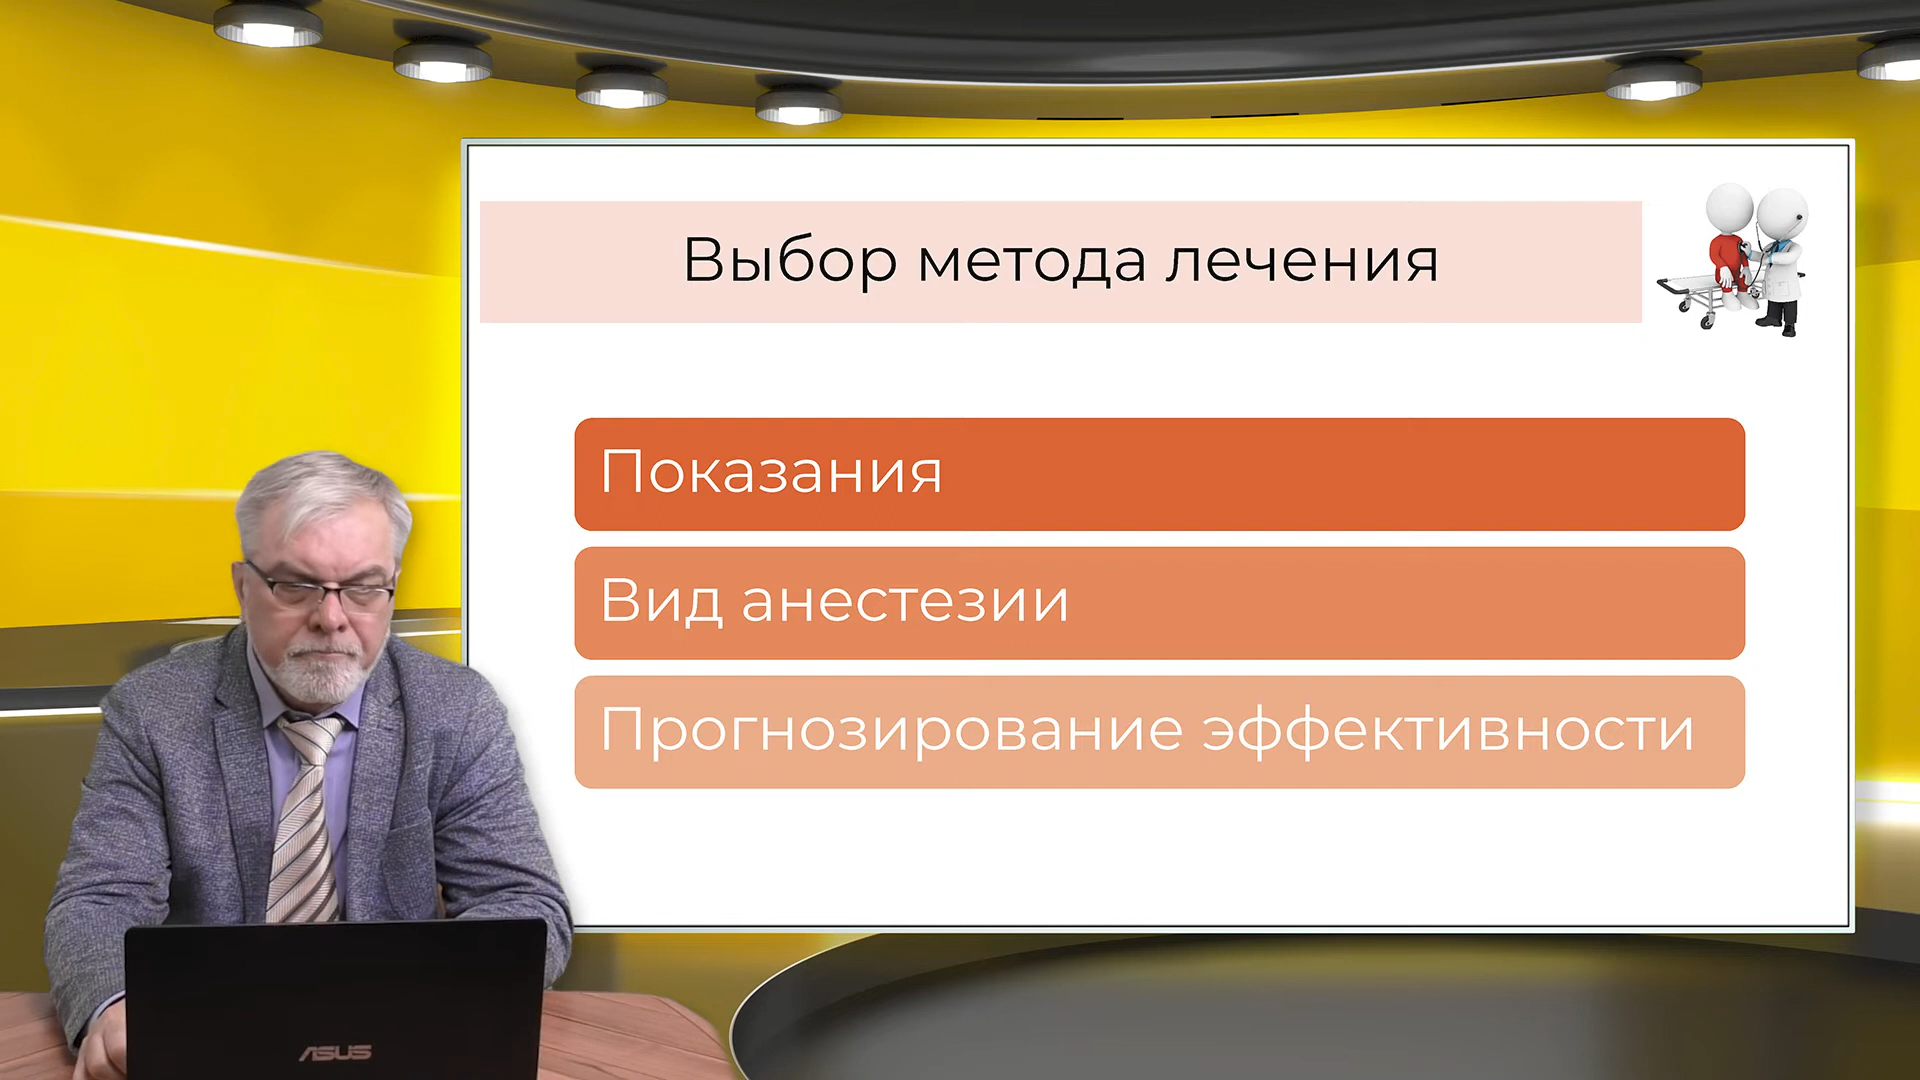 Выбор метода лечения
Показания
Вид анестезии
Прогнозирование эффективности
ASUS